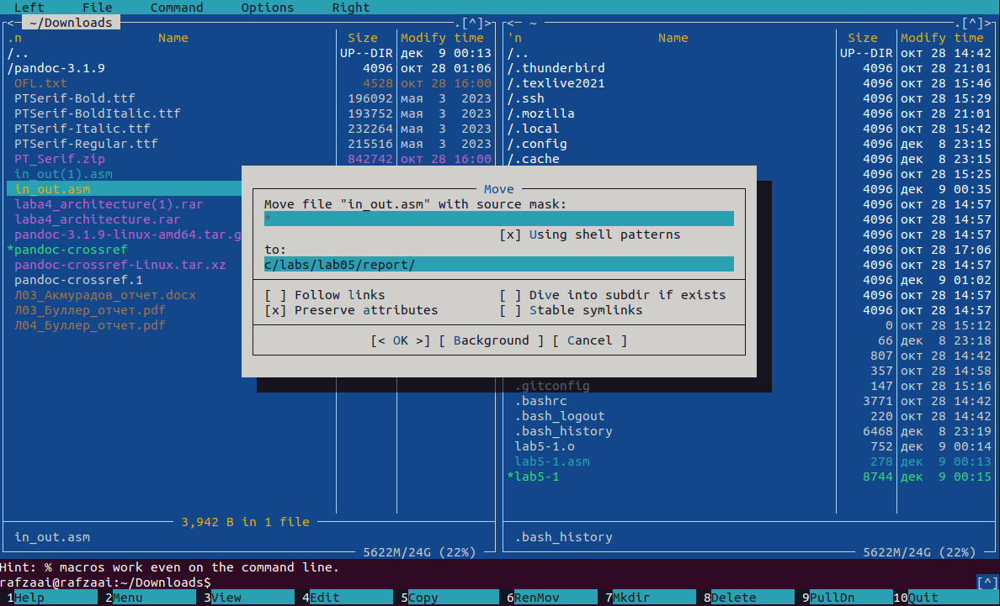 Left File Command Options Right
<─ ~/Downloads .[^]> <─ ~ .[^]>
.n Name Size Modify time 'n Name Size Modify time
/.. UP--DIR дек 9 00:13 /.. UP--DIR окт 28 14:42
/pandoc-3.1.9 4096 окт 28 01:06 /.thunderbird 4096 окт 28 21:01
OFL.txt 4528 окт 28 16:00 /.texlive2021 4096 окт 28 15:46
PTSerif-Bold.ttf 196092 мая 3 2023 /.ssh 4096 окт 28 15:29
PTSerif-BoldItalic.ttf 193752 мая 3 2023 /.mozilla 4096 окт 28 21:01
PTSerif-Italic.ttf 232264 мая 3 2023 /.local 4096 окт 28 15:42
PTSerif-Regular.ttf 215516 мая 3 2023 /.config 4096 дек 8 23:15
PT_Serif.zip 842742 окт 28 16:00 /.cache 4096 дек 8 23:15
in_out(1).asm 4096 окт 28 15:25
in_out.asm Move 4096 дек 9 00:35
laba4_architecture(1).rar Move file "in_out.asm" with source mask: 4096 окт 28 14:57
laba4_architecture.rar * 4096 окт 28 14:57
pandoc-3.1.9-linux-amd64.tar.g [x] Using shell patterns 4096 окт 28 14:57
*pandoc-crossref to: 4096 окт 28 17:06
pandoc-crossref-Linux.tar.xz c/labs/lab05/report/ 4096 окт 28 14:57
pandoc-crossref.1 4096 дек 9 01:02
Л03_Акмурадов_отчет.docx [ ] Follow links [ ] Dive into subdir if exists 4096 окт 28 14:57
Л03_Буллер_отчет.pdf [x] Preserve attributes [ ] Stable symlinks 4096 окт 28 14:57
Л04_Буллер_отчет.pdf 0 окт 28 15:12
[< OK >] [ Background ] [ Cancel ] 66 дек 8 23:18
807 окт 28 14:42
357 окт 28 14:58
.gitconfig 147 окт 28 15:16
.bashrc 3771 окт 28 14:42
.bash_logout 220 окт 28 14:42
.bash_history 6468 дек 8 23:19
lab5-1.o 752 дек 9 00:14
lab5-1.asm 278 дек 9 00:13
*lab5-1 8744 дек 9 00:15
3,942 B in 1 file
in_out.asm .bash_history
5622M/24G (22%) 5622M/24G (22%)
Hint: % macros work even on the command line.
rafzaai@rafzaai:~/Downloads$ [^]
1Help 2Menu 3View 4Edit 5Copy 6RenMov 7Mkdir 8Delete 9PullDn 10Quit